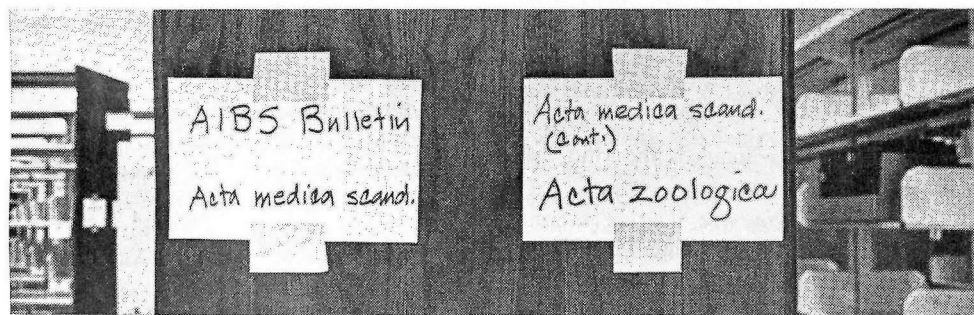 AIBS Bulletin
Acta medica scand.
Acta medica scand.
(cont.)
Acta zoologica